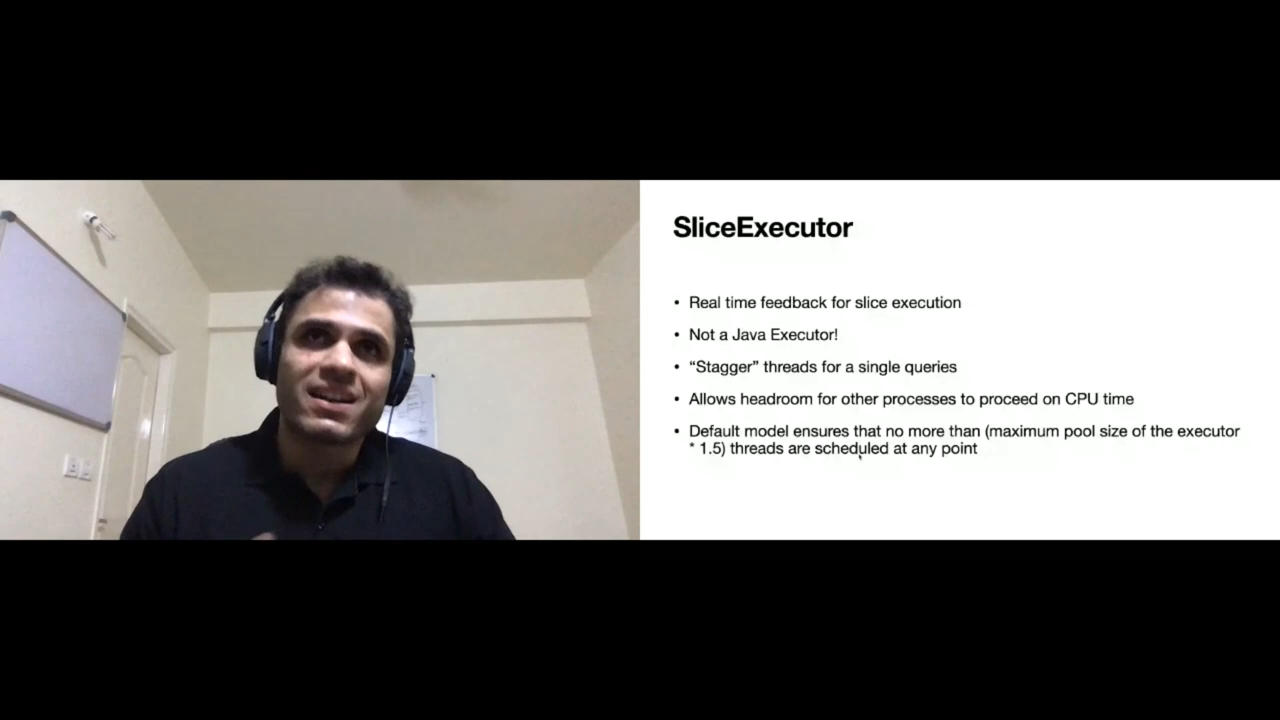 SliceExecutor
• Real time feedback for slice execution
• Not a Java Executor!
• “Stagger” threads for a single queries
• Allows headroom for other processes to proceed on CPU time
• Default model ensures that no more than (maximum pool size of the executor
* 1.5) threads are scheduled at any point